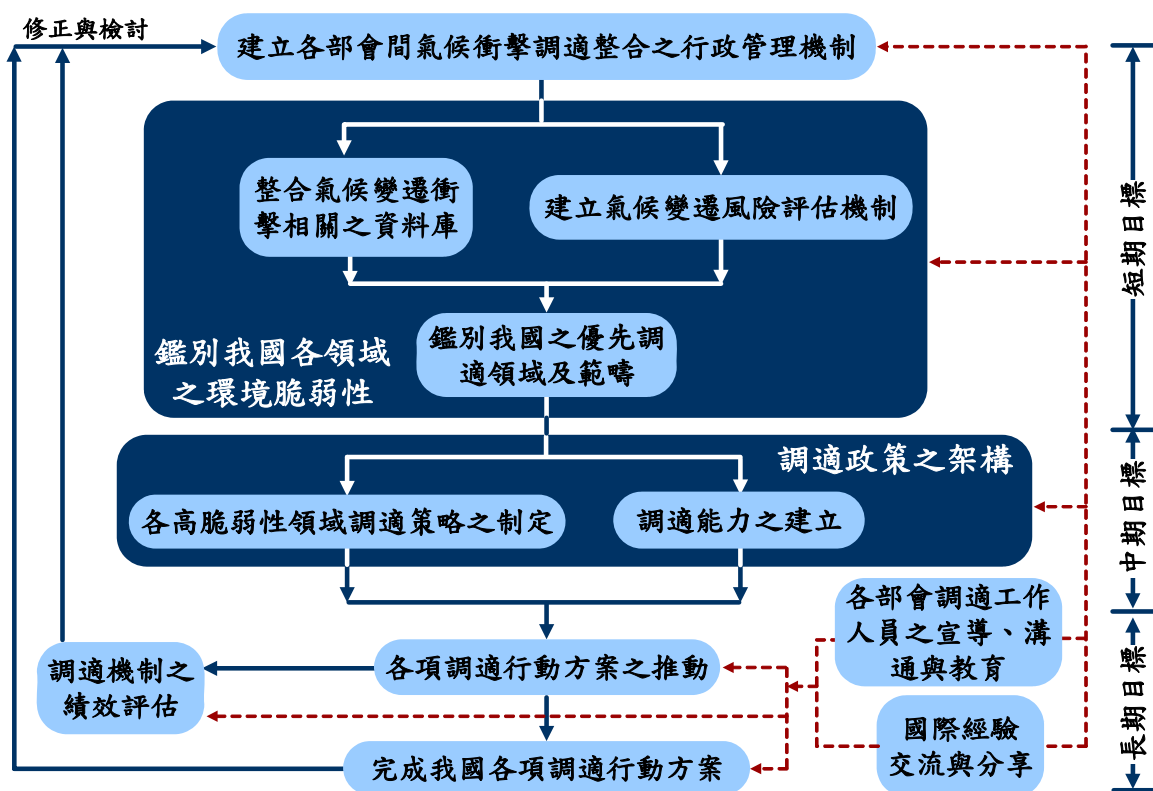 修正與檢討
建立各部會間氣候衝擊調適整合之行政管理機制
整合氣候變遷衝
擊相關之資料庫
建立氣候變遷風險評估機制
鑑別我國之優先調
適領域及範疇
鑑別我國各領域
之環境脆弱性
短期目標
調適政策之架構
各高脆弱性領域調適策略之制定
調適能力之建立
中期目標
各部會調適工作
人員之宣導、溝
通與教育
各項調適行動方案之推動
調適機制之
績效評估
國際經驗
交流與分享
完成我國各項調適行動方案
長期目標